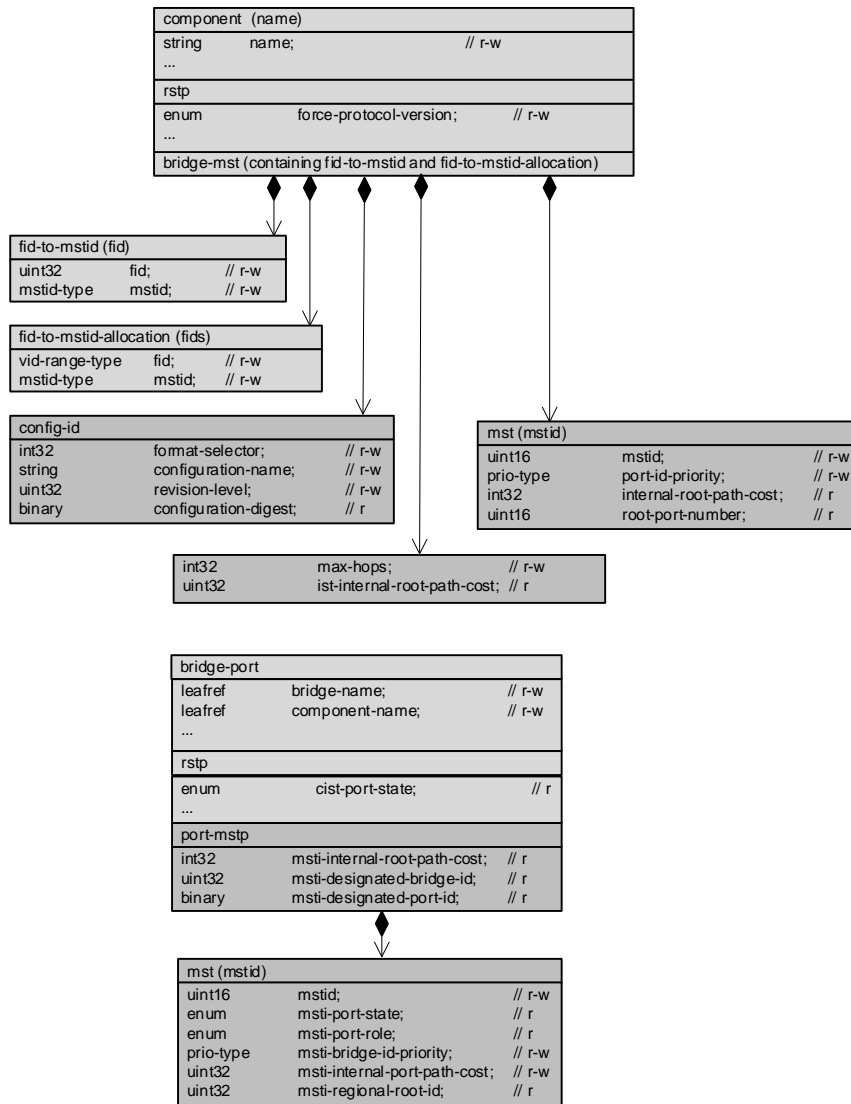 component (name)
string name; // r-w
...
rstp
enum force-protocol-version; // r-w
...
bridge-mst (containing fid-to-mstid and fid-to-mstid-allocation)
fid-to-mstid (fid)
uint32 fid; // r-w
mstid-type mstid; // r-w
fid-to-mstid-allocation (fids)
vid-range-type fid; // r-w
mstid-type mstid; // r-w
config-id
int32 format-selector; // r-w
string configuration-name; // r-w
uint32 revision-level; // r-w
binary configuration-digest; // r
mst (mstid)
uint16 mstid; // r-w
prio-type port-id-priority; // r-w
int32 internal-root-path-cost; // r
uint16 root-port-number; // r
int32 max-hops; // r-w
uint32 ist-internal-root-path-cost; // r
bridge-port
leafref bridge-name; // r-w
leafref component-name; // r-w
...
rstp
enum cist-port-state; // r
...
port-mstp
int32 msti-internal-root-path-cost; // r
uint32 msti-designated-bridge-id; // r
binary msti-designated-port-id; // r
mst (mstid)
uint16 mstid; // r-w
enum msti-port-state; // r
enum msti-port-role; // r
prio-type msti-bridge-id-priority; // r-w
uint32 msti-internal-port-path-cost; // r-w
uint32 msti-regional-root-id; // r